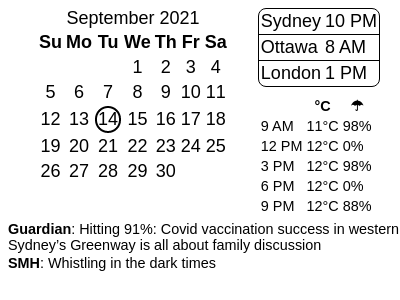 September 2021
Su Mo Tu We Th Fr Sa
1 2 3 4
5 6 7 8 9 10 11
12 13 14 15 16 17 18
19 20 21 22 23 24 25
26 27 28 29 30
Sydney 10 PM
Ottawa 8 AM
London 1 PM
°C ☂
9 AM 11°C 98%
12 PM 12°C 0%
3 PM 12°C 98%
6 PM 12°C 0%
9 PM 12°C 88%
Guardian: Hitting 91%: Covid vaccination success in western
Sydney’s Greenway is all about family discussion
SMH: Whistling in the dark times